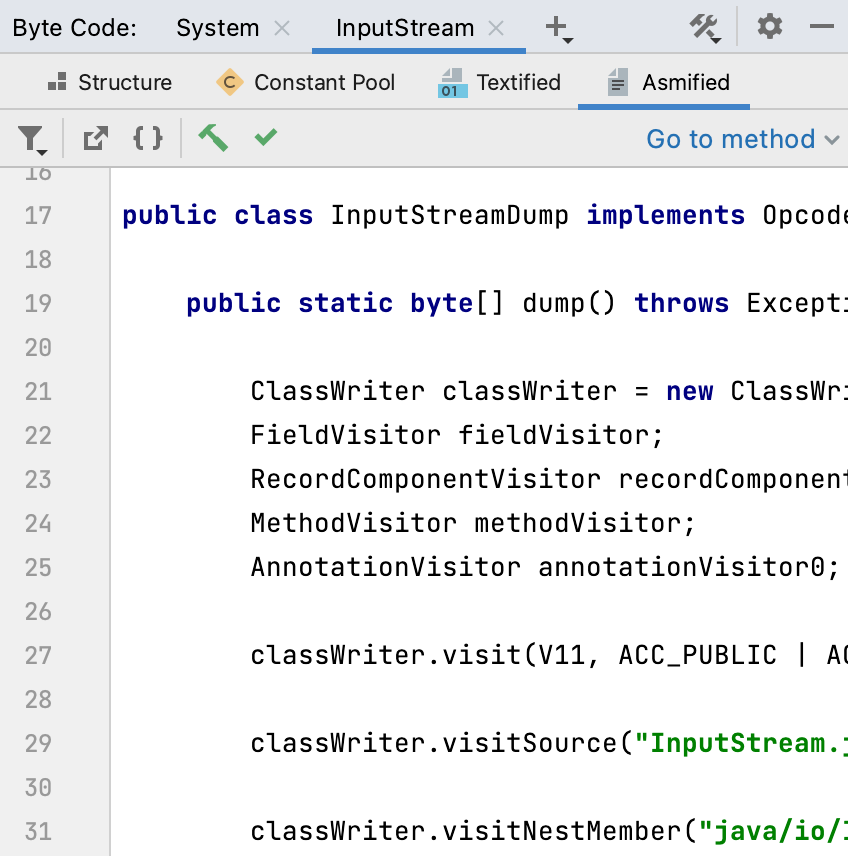 Byte Code: System InputStream
Structure C Constant Pool 01 Textified Asmified
Go to method
16
17 public class InputStreamDump implements Opcode
18
19 public static byte[] dump() throws Excepti
20
21 ClassWriter classWriter = new ClassWri
22 FieldVisitor fieldVisitor;
23 RecordComponentVisitor recordComponent
24 MethodVisitor methodVisitor;
25 AnnotationVisitor annotationVisitor0;
26
27 classWriter.visit(V11, ACC_PUBLIC | AC
28
29 classWriter.visitSource("InputStream.j
30
31 classWriter.visitNestMember("java/io/I